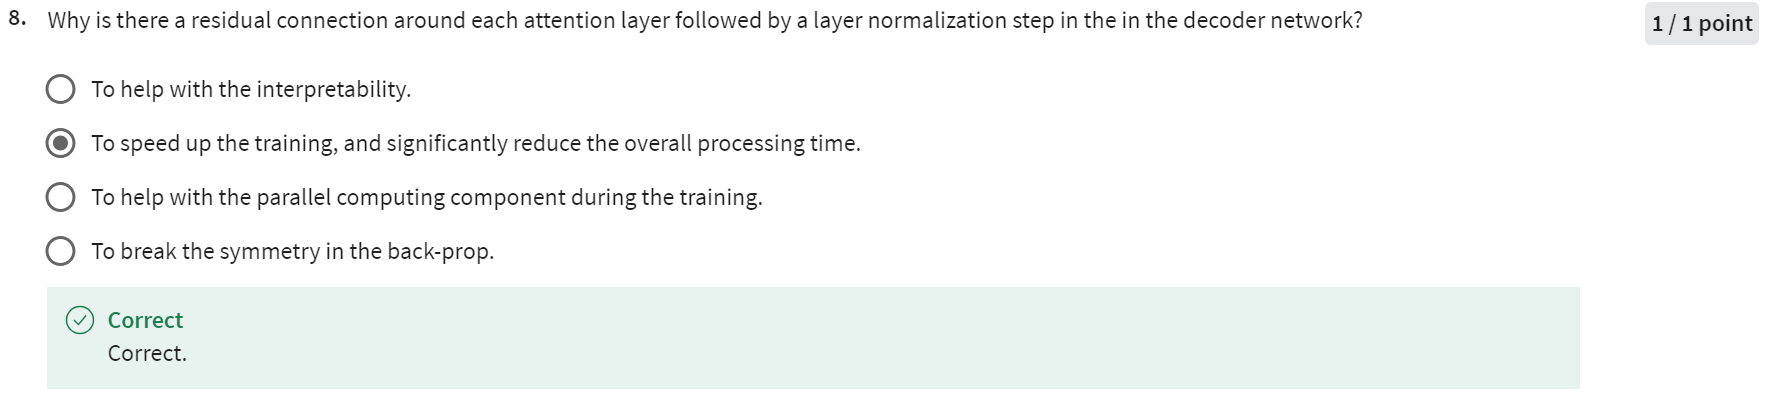 8. Why is there a residual connection around each attention layer followed by a layer normalization step in the in the decoder network?
1 / 1 point
To help with the interpretability.
To speed up the training, and significantly reduce the overall processing time.
To help with the parallel computing component during the training.
To break the symmetry in the back-prop.
Correct
Correct.